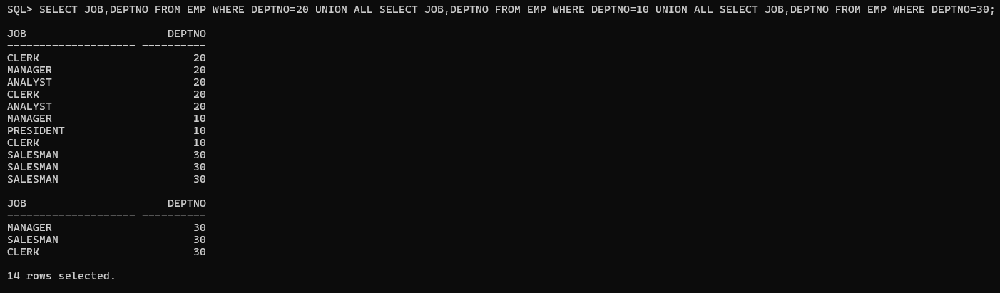 SQL> SELECT JOB,DEPTNO FROM EMP WHERE DEPTNO=20 UNION ALL SELECT JOB,DEPTNO FROM EMP WHERE DEPTNO=10 UNION ALL SELECT JOB,DEPTNO FROM EMP WHERE DEPTNO=30;
JOB                      DEPTNO
-------------------- ----------
CLERK                        20
MANAGER                      20
ANALYST                      20
CLERK                        20
ANALYST                      20
MANAGER                      10
PRESIDENT                    10
CLERK                        10
SALESMAN                     30
SALESMAN                     30
SALESMAN                     30
JOB                      DEPTNO
-------------------- ----------
MANAGER                      30
SALESMAN                     30
CLERK                        30
14 rows selected.